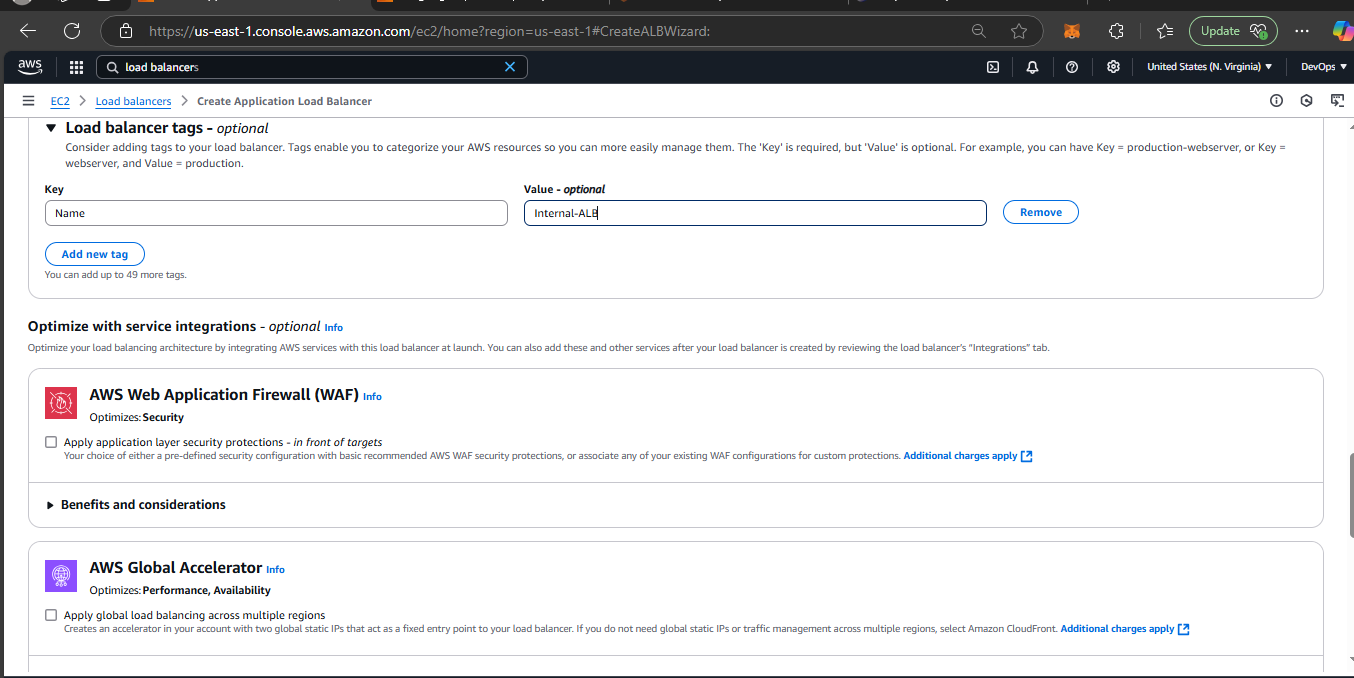 Update
https://us-east-1.console.aws.amazon.com/ec2/home?region=us-east-1#CreateALBWizard:
aws
load balancers
United States (N. Virginia)
DevOps
EC2 Load balancers Create Application Load Balancer
Load balancer tags - optional
Consider adding tags to your load balancer. Tags enable you to categorize your AWS resources so you can more easily manage them. The 'Key' is required, but 'Value' is optional. For example, you can have Key = production-webserver, or Key =
webserver, and Value = production.
Key
Value - optional
Name
Internal-ALB
Remove
Add new tag
You can add up to 49 more tags.
Optimize with service integrations - optional Info
Optimize your load balancing architecture by integrating AWS services with this load balancer at launch. You can also add these and other services after your load balancer is created by reviewing the load balancer's "Integrations" tab.
AWS Web Application Firewall (WAF) Info
Optimizes: Security
Apply application layer security protections - in front of targets
Your choice of either a pre-defined security configuration with basic recommended AWS WAF security protections, or associate any of your existing WAF configurations for custom protections. Additional charges apply
Benefits and considerations
AWS Global Accelerator Info
Optimizes: Performance, Availability
Apply global load balancing across multiple regions
Creates an accelerator in your account with two global static IPs that act as a fixed entry point to your load balancer. If you do not need global static IPs or traffic management across multiple regions, select Amazon CloudFront. Additional charges apply